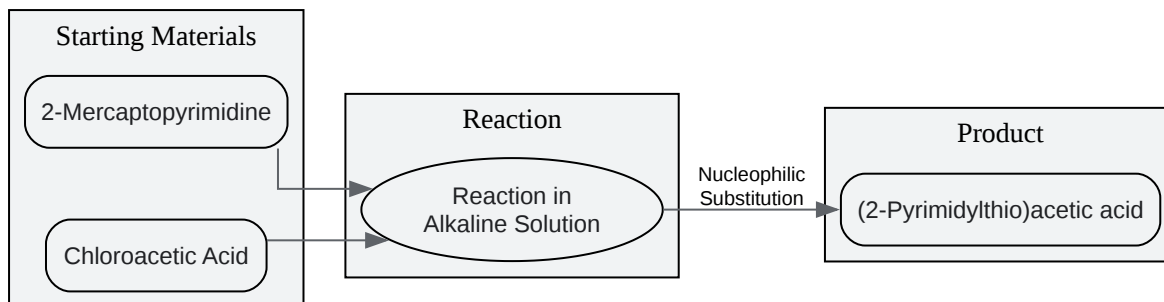 Starting Materials
2-Mercaptopyrimidine
Chloroacetic Acid
Reaction
Reaction in
Alkaline Solution
Nucleophilic
Substitution
Product
(2-Pyrimidylthio)acetic acid